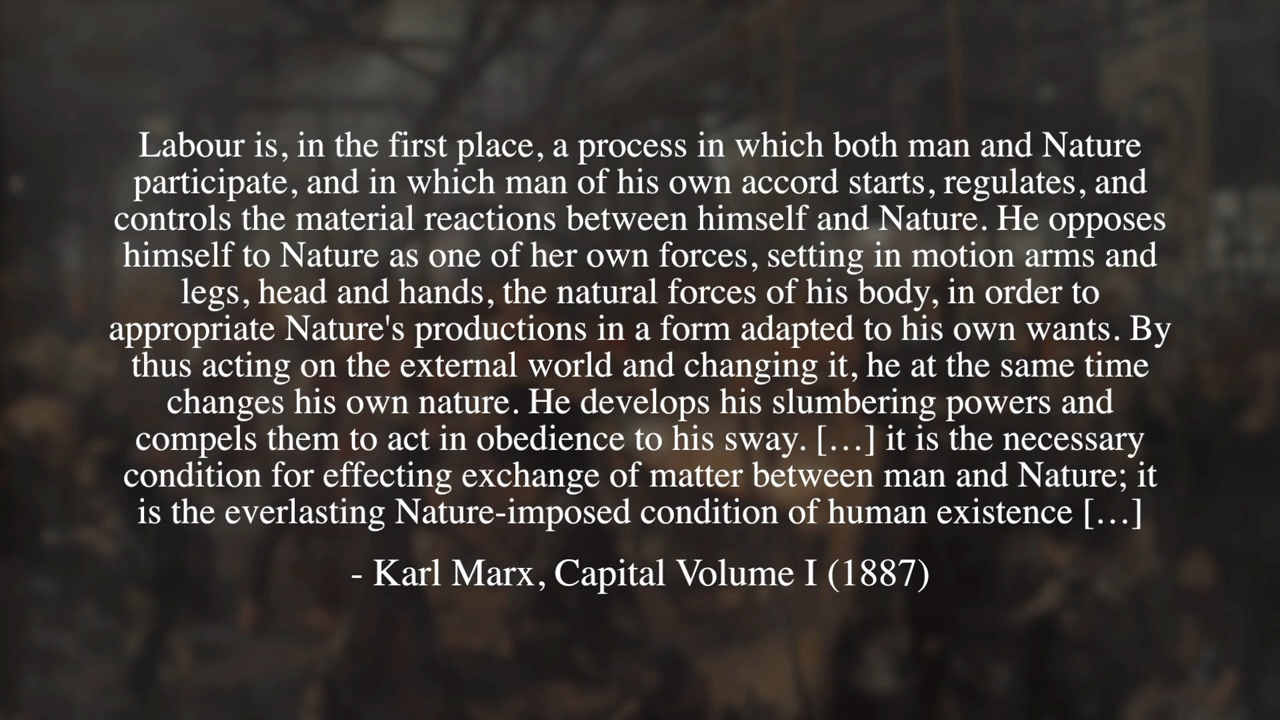 Labour is, in the first place, a process in which both man and Nature
participate, and in which man of his own accord starts, regulates, and
controls the material reactions between himself and Nature. He opposes
himself to Nature as one of her own forces, setting in motion arms and
legs, head and hands, the natural forces of his body, in order to
appropriate Nature's productions in a form adapted to his own wants. By
thus acting on the external world and changing it, he at the same time
changes his own nature. He develops his slumbering powers and
compels them to act in obedience to his sway. […] it is the necessary
condition for effecting exchange of matter between man and Nature; it
is the everlasting Nature-imposed condition of human existence […]
- Karl Marx, Capital Volume I (1887)